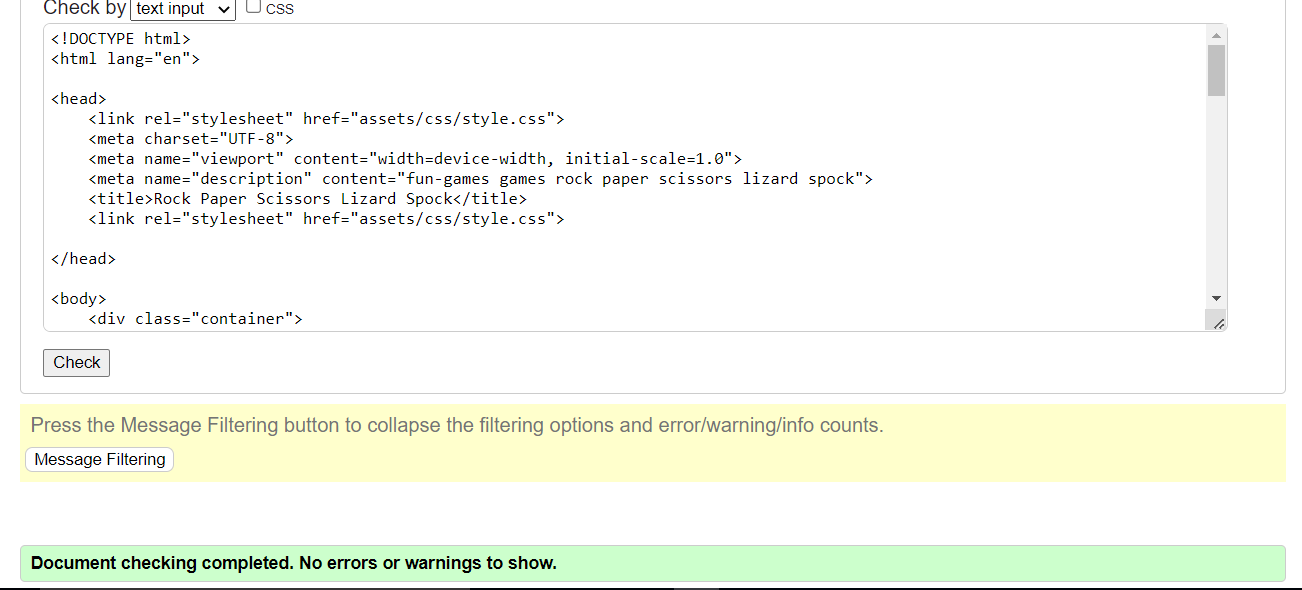 Check by text input CSS
<!DOCTYPE html>
<html lang="en">
<head>
<link rel="stylesheet" href="assets/css/style.css">
<meta charset="UTF-8">
<meta name="viewport" content="width=device-width, initial-scale=1.0">
<meta name="description" content="fun-games games rock paper scissors lizard spock">
<title>Rock Paper Scissors Lizard Spock</title>
<link rel="stylesheet" href="assets/css/style.css">
</head>
<body>
<div class="container">
Check
Press the Message Filtering button to collapse the filtering options and error/warning/info counts.
Message Filtering
Document checking completed. No errors or warnings to show.